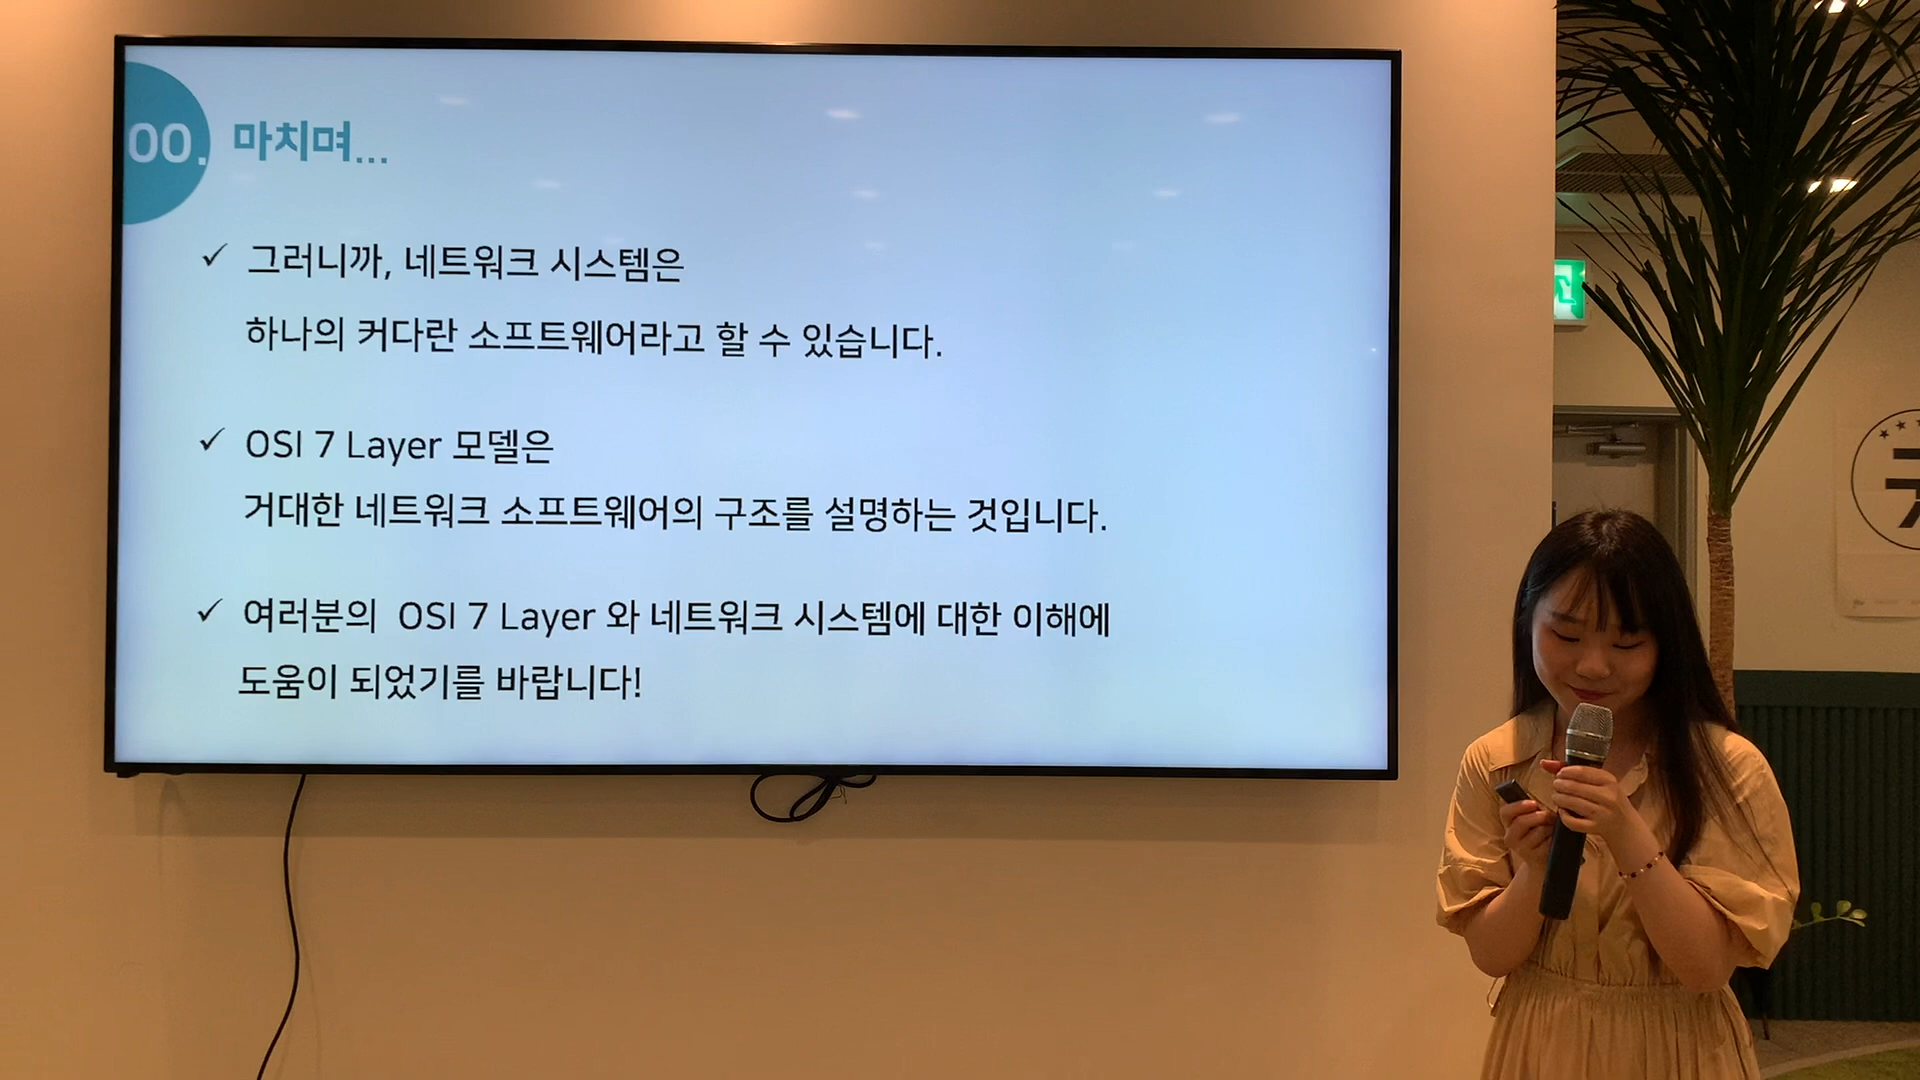 00. 마치며...
✓ 그러니까, 네트워크 시스템은
하나의 커다란 소프트웨어라고 할 수 있습니다.
✓ OSI 7 Layer 모델은
거대한 네트워크 소프트웨어의 구조를 설명하는 것입니다.
✓ 여러분의 OSI 7 Layer 와 네트워크 시스템에 대한 이해에
도움이 되었기를 바랍니다!